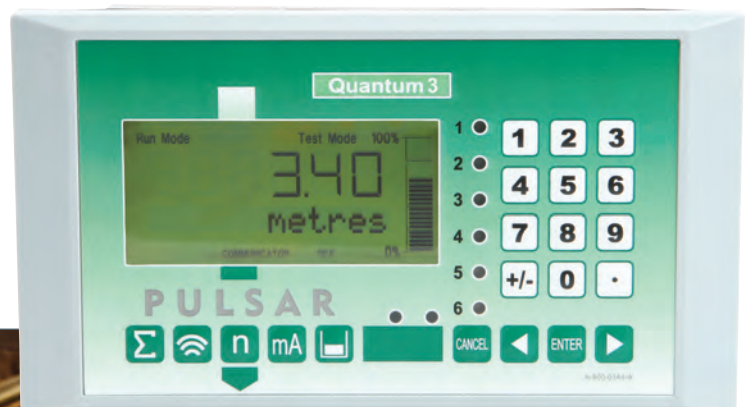 Quantum 3
Run Mode Test Mode 100%
3.40
metres
0%
PULSAR
1
2
3
4
5
6
1 2 3
4 5 6
7 8 9
+/- 0 .
Σ n mA CANCEL ENTER